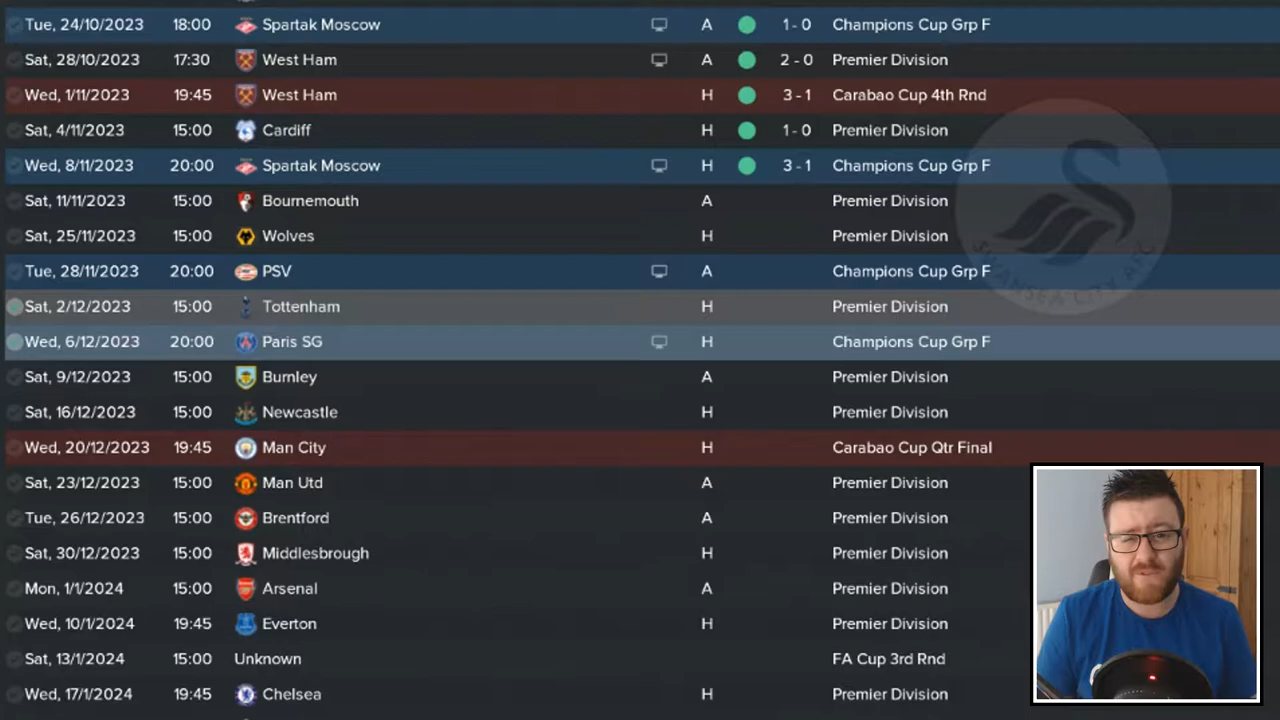 Tue, 24/10/2023 18:00 Spartak Moscow A 1 - 0 Champions Cup Grp F
Sat, 28/10/2023 17:30 West Ham A 2 - 0 Premier Division
Wed, 1/11/2023 19:45 West Ham H 3 - 1 Carabao Cup 4th Rnd
Sat, 4/11/2023 15:00 Cardiff H 1 - 0 Premier Division
Wed, 8/11/2023 20:00 Spartak Moscow H 3 - 1 Champions Cup Grp F
Sat, 11/11/2023 15:00 Bournemouth A Premier Division
Sat, 25/11/2023 15:00 Wolves H Premier Division
Tue, 28/11/2023 20:00 PSV A Champions Cup Grp F
Sat, 2/12/2023 15:00 Tottenham H Premier Division
Wed, 6/12/2023 20:00 Paris SG H Champions Cup Grp F
Sat, 9/12/2023 15:00 Burnley A Premier Division
Sat, 16/12/2023 15:00 Newcastle H Premier Division
Wed, 20/12/2023 19:45 Man City H Carabao Cup Qtr Final
Sat, 23/12/2023 15:00 Man Utd A Premier Division
Tue, 26/12/2023 15:00 Brentford A Premier Division
Sat, 30/12/2023 15:00 Middlesbrough H Premier Division
Mon, 1/1/2024 15:00 Arsenal A Premier Division
Wed, 10/1/2024 19:45 Everton H Premier Division
Sat, 13/1/2024 15:00 Unknown FA Cup 3rd Rnd
Wed, 17/1/2024 19:45 Chelsea H Premier Division
SWANSEA CITY AFC